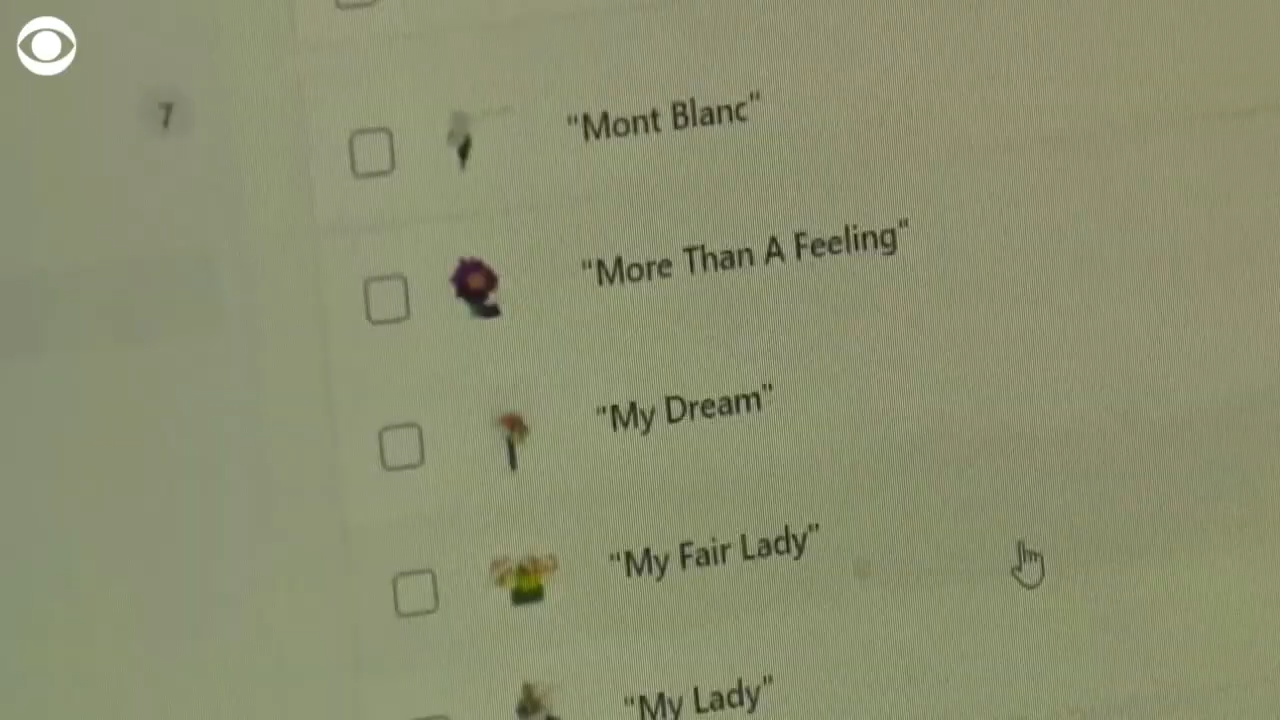 7
"Mont Blanc"
"More Than A Feeling"
"My Dream"
"My Fair Lady"
"My Lady"